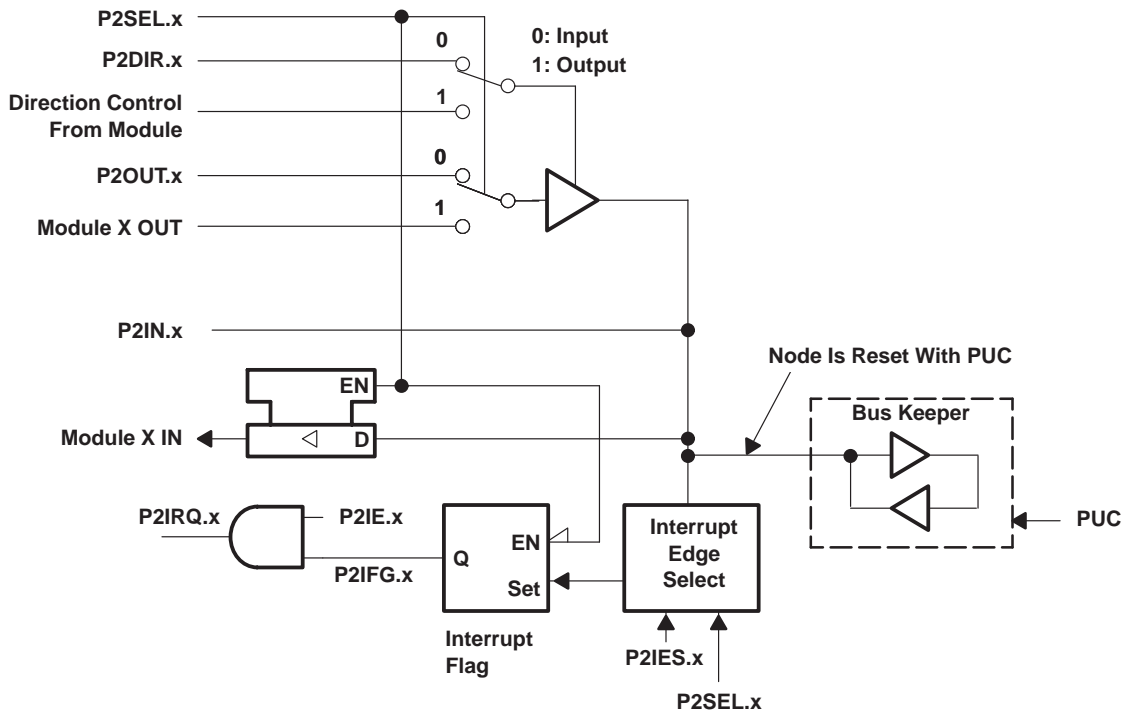 P2SEL.x
0
0: Input
1: Output
P2DIR.x
1
Direction Control
From Module
0
P2OUT.x
1
Module X OUT
P2IN.x
Node Is Reset With PUC
EN
Bus Keeper
Module X IN
D
P2IRQ.x
P2IE.x
P2IFG.x
Q
EN
Set
Interrupt
Edge
Select
PUC
Interrupt
Flag
P2IES.x
P2SEL.x